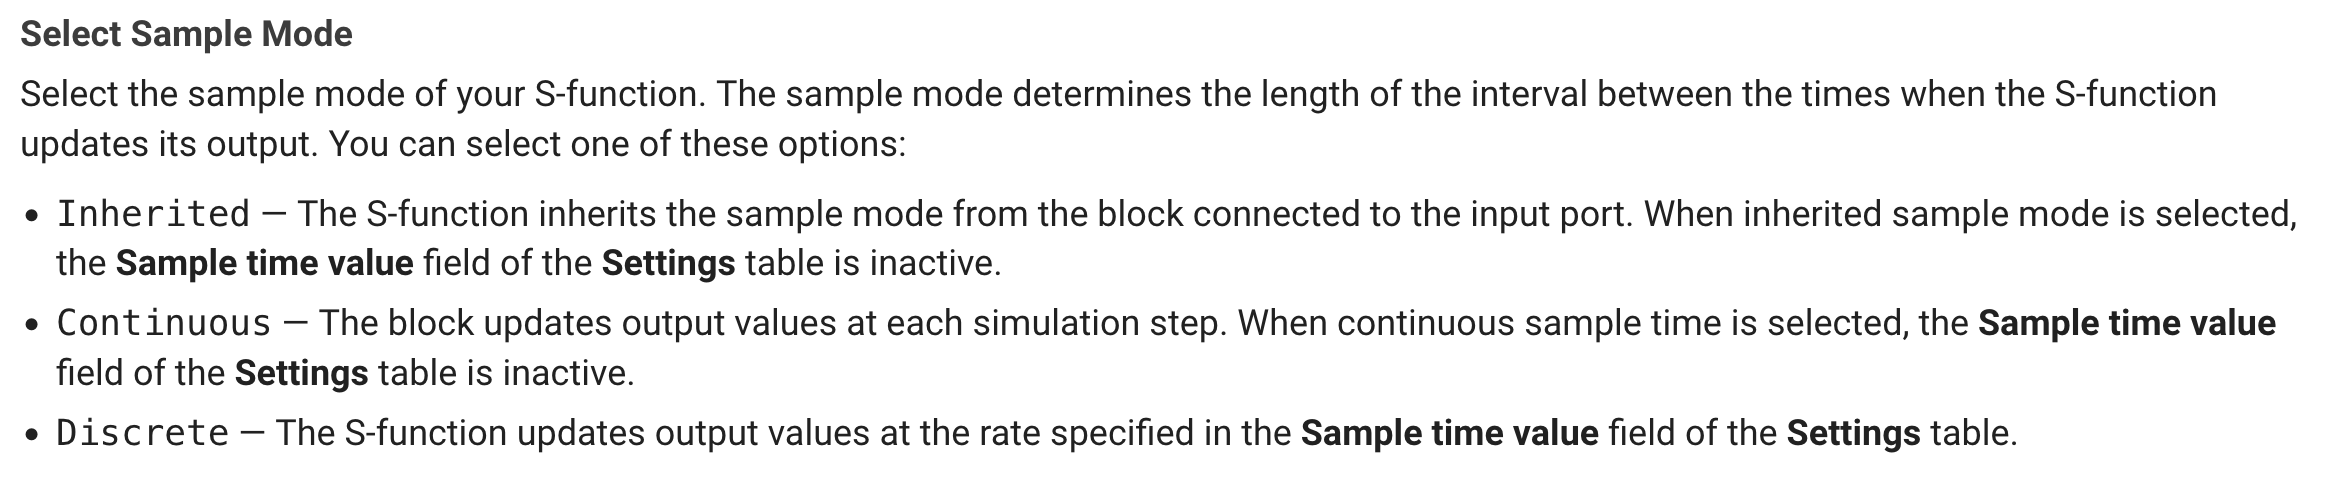 Select Sample Mode
Select the sample mode of your S-function. The sample mode determines the length of the interval between the times when the S-function
updates its output. You can select one of these options:
• Inherited — The S-function inherits the sample mode from the block connected to the input port. When inherited sample mode is selected,
the Sample time value field of the Settings table is inactive.
• Continuous — The block updates output values at each simulation step. When continuous sample time is selected, the Sample time value
field of the Settings table is inactive.
• Discrete — The S-function updates output values at the rate specified in the Sample time value field of the Settings table.